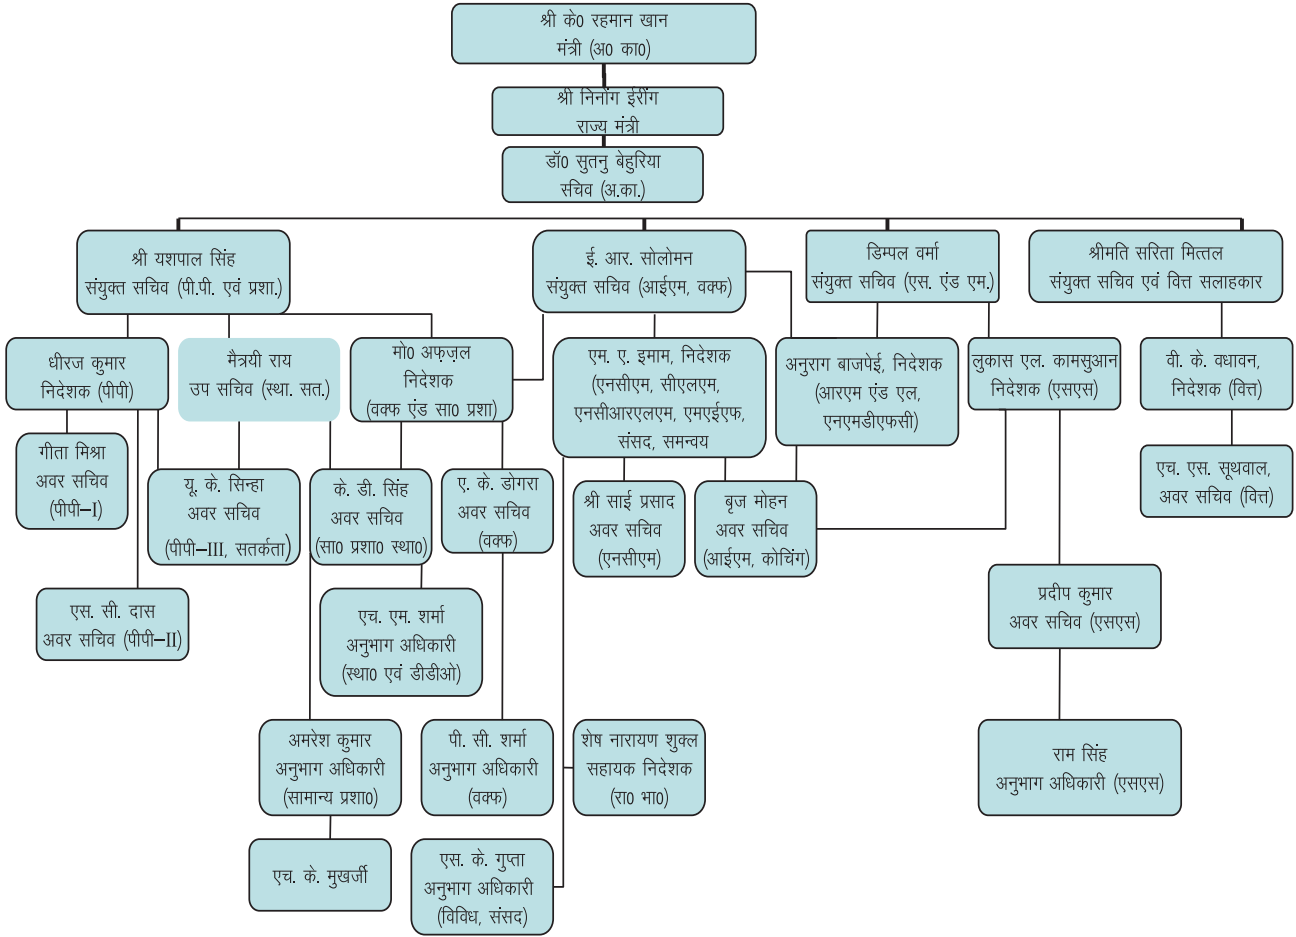 श्री के0 रहमान खान
मंत्री (अ0 का0)
श्री निनोंग ईरींग
राज्य मंत्री
डॉ0 सुतनु बेहुरिया
सचिव (अ.का.)
श्री यशपाल सिंह
संयुक्त सचिव (पी.पी. एवं प्रशा.)
ई. आर. सोलोमन
संयुक्त सचिव (आईएम, वक्फ)
डिम्पल वर्मा
संयुक्त सचिव (एस. एंड एम.)
श्रीमति सरिता मित्तल
संयुक्त सचिव एवं वित्त सलाहकार
धीरज कुमार
निदेशक (पीपी)
मैत्रयी राय
उप सचिव (स्था. सत.)
मो0 अफज़ल
निदेशक
(वक्फ एंड सा0 प्रशा)
एम. ए. इमाम, निदेशक
(एनसीएम, सीएलएम,
एनसीआरएलएम, एमएईएफ,
संसद, समन्वय
अनुराग बाजपेई, निदेशक
(आरएम एंड एल,
एनएमडीएफसी)
लुकास एल. कामसुआन
निदेशक (एसएस)
वी. के. वधावन,
निदेशक (वित्त)
गीता मिश्रा
अवर सचिव
(पीपी–I)
यू. के. सिन्हा
अवर सचिव
(पीपी–III, सतर्कता)
के. डी. सिंह
अवर सचिव
(सा0 प्रशा0 स्था0)
ए. के. डोगरा
अवर सचिव
(वक्फ)
श्री साई प्रसाद
अवर सचिव
(एनसीएम)
बृज मोहन
अवर सचिव
(आईएम, कोचिंग)
एच. एस. सूथवाल,
अवर सचिव (वित्त)
एस. सी. दास
अवर सचिव (पीपी–II)
एच. एम. शर्मा
अनुभाग अधिकारी
(स्था0 एवं डीडीओ)
प्रदीप कुमार
अवर सचिव (एसएस)
अमरेश कुमार
अनुभाग अधिकारी
(सामान्य प्रशा0)
पी. सी. शर्मा
अनुभाग अधिकारी
(वक्फ)
शेष नारायण शुक्ल
सहायक निदेशक
(रा0 भा0)
राम सिंह
अनुभाग अधिकारी (एसएस)
एच. के. मुखर्जी
एस. के. गुप्ता
अनुभाग अधिकारी
(विविध, संसद)